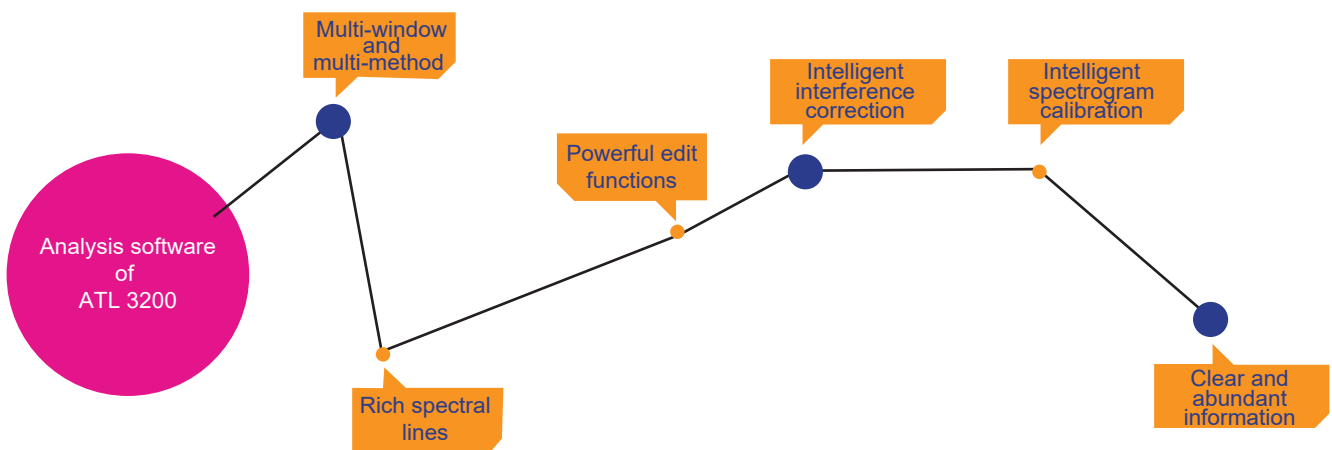 Analysis software
of
ATL 3200
Multi-window
and
multi-method
Rich spectral
lines
Powerful edit
functions
Intelligent
interference
correction
Intelligent
spectrogram
calibration
Clear and
abundant
information